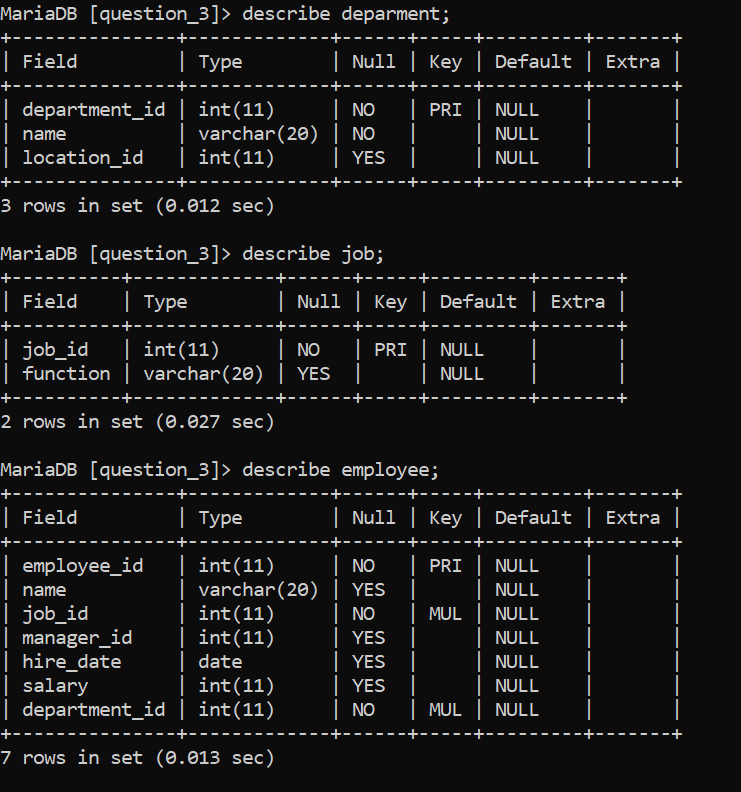 MariaDB [question_3]> describe deparment;
+---------------+-------------+------+-----+---------+-------+
| Field         | Type        | Null | Key | Default | Extra |
+---------------+-------------+------+-----+---------+-------+
| department_id | int(11)     | NO   | PRI | NULL    |       |
| name          | varchar(20) | NO   |     | NULL    |       |
| location_id   | int(11)     | YES  |     | NULL    |       |
+---------------+-------------+------+-----+---------+-------+
3 rows in set (0.012 sec)

MariaDB [question_3]> describe job;
+----------+-------------+------+-----+---------+-------+
| Field    | Type        | Null | Key | Default | Extra |
+----------+-------------+------+-----+---------+-------+
| job_id   | int(11)     | NO   | PRI | NULL    |       |
| function | varchar(20) | YES  |     | NULL    |       |
+----------+-------------+------+-----+---------+-------+
2 rows in set (0.027 sec)

MariaDB [question_3]> describe employee;
+---------------+-------------+------+-----+---------+-------+
| Field         | Type        | Null | Key | Default | Extra |
+---------------+-------------+------+-----+---------+-------+
| employee_id   | int(11)     | NO   | PRI | NULL    |       |
| name          | varchar(20) | YES  |     | NULL    |       |
| job_id        | int(11)     | NO   | MUL | NULL    |       |
| manager_id    | int(11)     | YES  |     | NULL    |       |
| hire_date     | date        | YES  |     | NULL    |       |
| salary        | int(11)     | YES  |     | NULL    |       |
| department_id | int(11)     | NO   | MUL | NULL    |       |
+---------------+-------------+------+-----+---------+-------+
7 rows in set (0.013 sec)